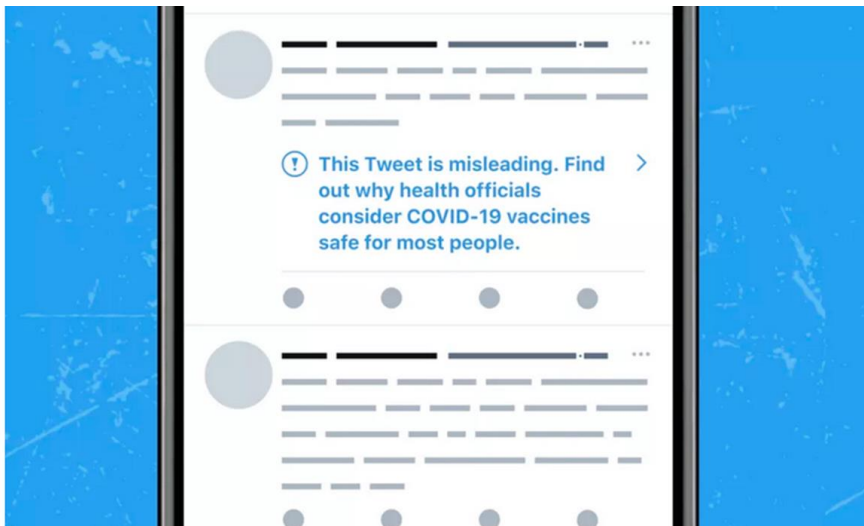 This Tweet is misleading. Find
out why health officials
consider COVID-19 vaccines
safe for most people.